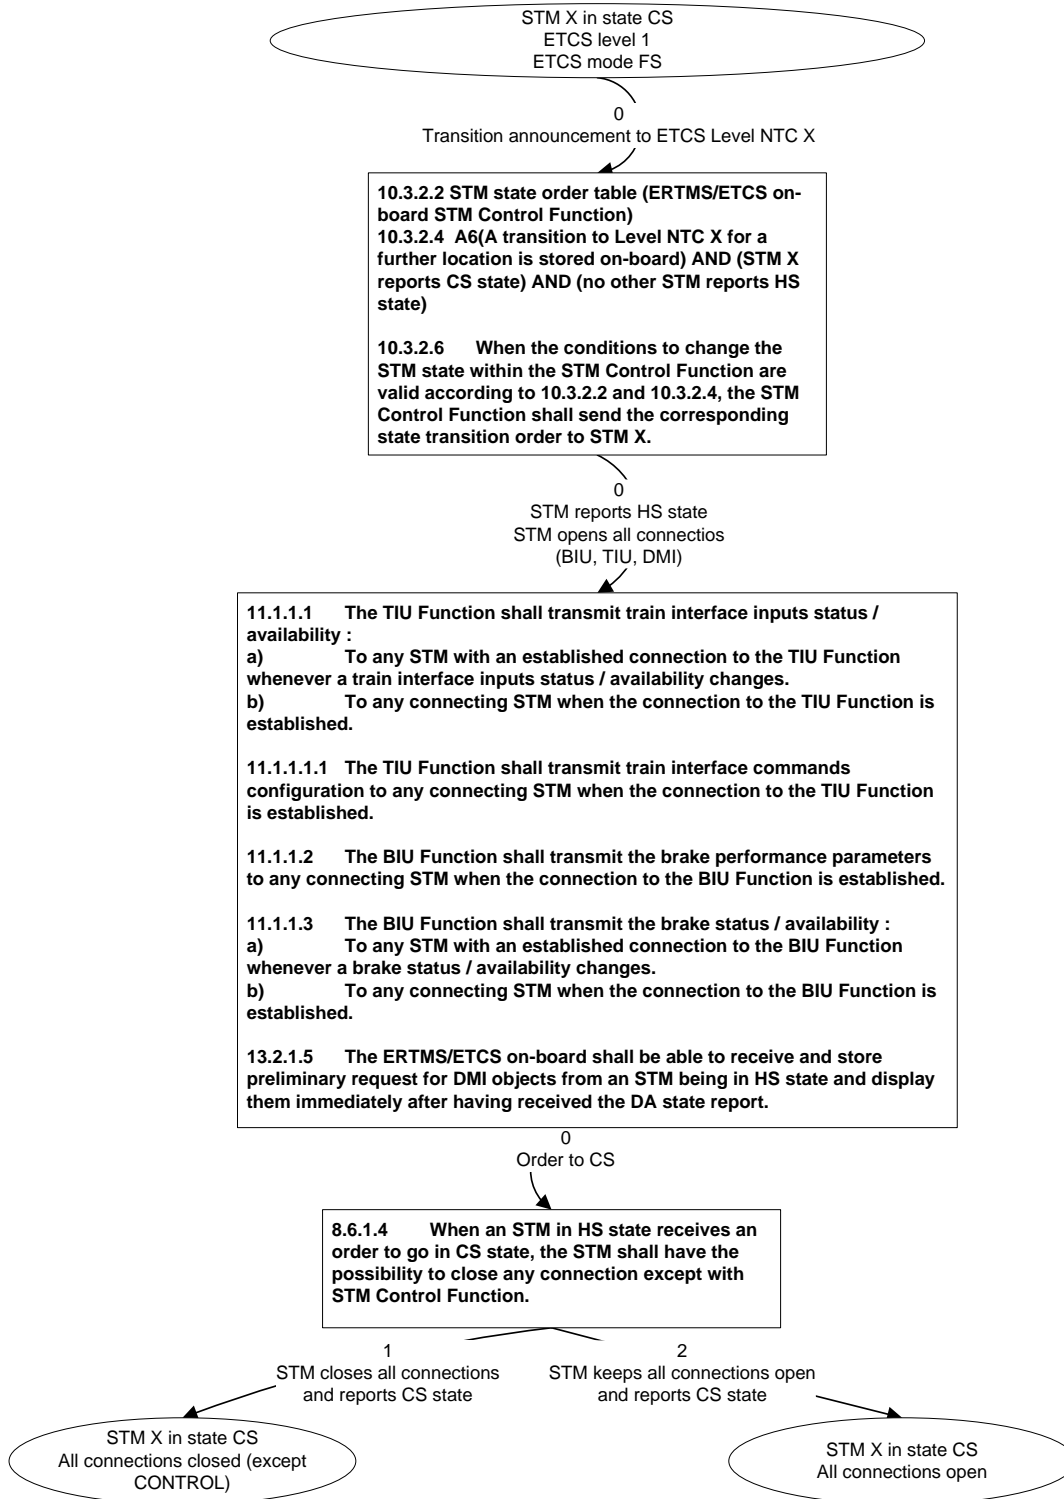 STM X in state CS
ETCS level 1
ETCS mode FS
0
Transition announcement to ETCS Level NTC X
10.3.2.2 STM state order table (ERTMS/ETCS on-
board STM Control Function)
10.3.2.4 A6(A transition to Level NTC X for a
further location is stored on-board) AND (STM X
reports CS state) AND (no other STM reports HS
state)
10.3.2.6 When the conditions to change the
STM state within the STM Control Function are
valid according to 10.3.2.2 and 10.3.2.4, the STM
Control Function shall send the corresponding
state transition order to STM X.
0
STM reports HS state
STM opens all connectios
(BIU, TIU, DMI)
11.1.1.1 The TIU Function shall transmit train interface inputs status /
availability :
a) To any STM with an established connection to the TIU Function
whenever a train interface inputs status / availability changes.
b) To any connecting STM when the connection to the TIU Function is
established.
11.1.1.1.1 The TIU Function shall transmit train interface commands
configuration to any connecting STM when the connection to the TIU Function
is established.
11.1.1.2 The BIU Function shall transmit the brake performance parameters
to any connecting STM when the connection to the BIU Function is established.
11.1.1.3 The BIU Function shall transmit the brake status / availability :
a) To any STM with an established connection to the BIU Function
whenever a brake status / availability changes.
b) To any connecting STM when the connection to the BIU Function is
established.
13.2.1.5 The ERTMS/ETCS on-board shall be able to receive and store
preliminary request for DMI objects from an STM being in HS state and display
them immediately after having received the DA state report.
0
Order to CS
8.6.1.4 When an STM in HS state receives an
order to go in CS state, the STM shall have the
possibility to close any connection except with
STM Control Function.
1
STM closes all connections
and reports CS state
2
STM keeps all connections open
and reports CS state
STM X in state CS
All connections closed (except
CONTROL)
STM X in state CS
All connections open